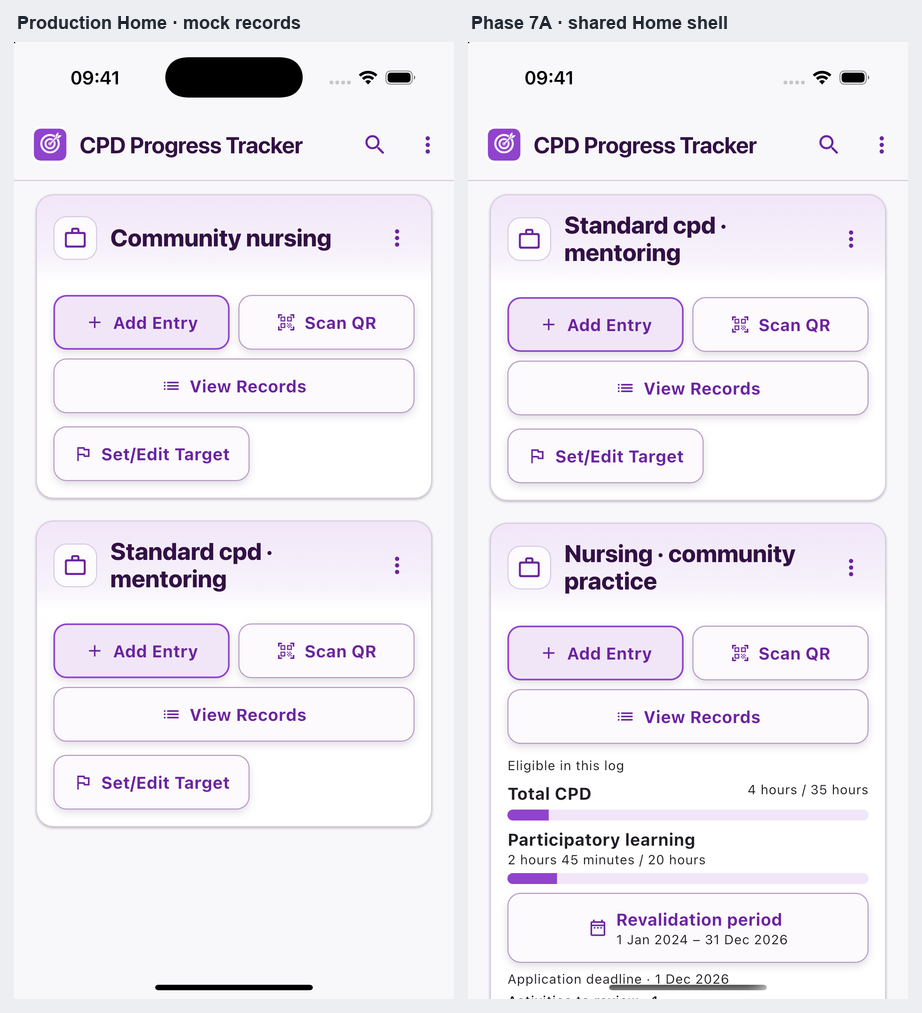 Production Home · mock records
09:41
CPD Progress Tracker
Community nursing
Add Entry
Scan QR
View Records
Set/Edit Target
Standard cpd ·
mentoring
Add Entry
Scan QR
View Records
Set/Edit Target
Phase 7A · shared Home shell
09:41
CPD Progress Tracker
Standard cpd ·
mentoring
Add Entry
Scan QR
View Records
Set/Edit Target
Nursing · community
practice
Add Entry
Scan QR
View Records
Eligible in this log
Total CPD
4 hours / 35 hours
Participatory learning
2 hours 45 minutes / 20 hours
Revalidation period
1 Jan 2024 – 31 Dec 2026
Application deadline · 1 Dec 2026